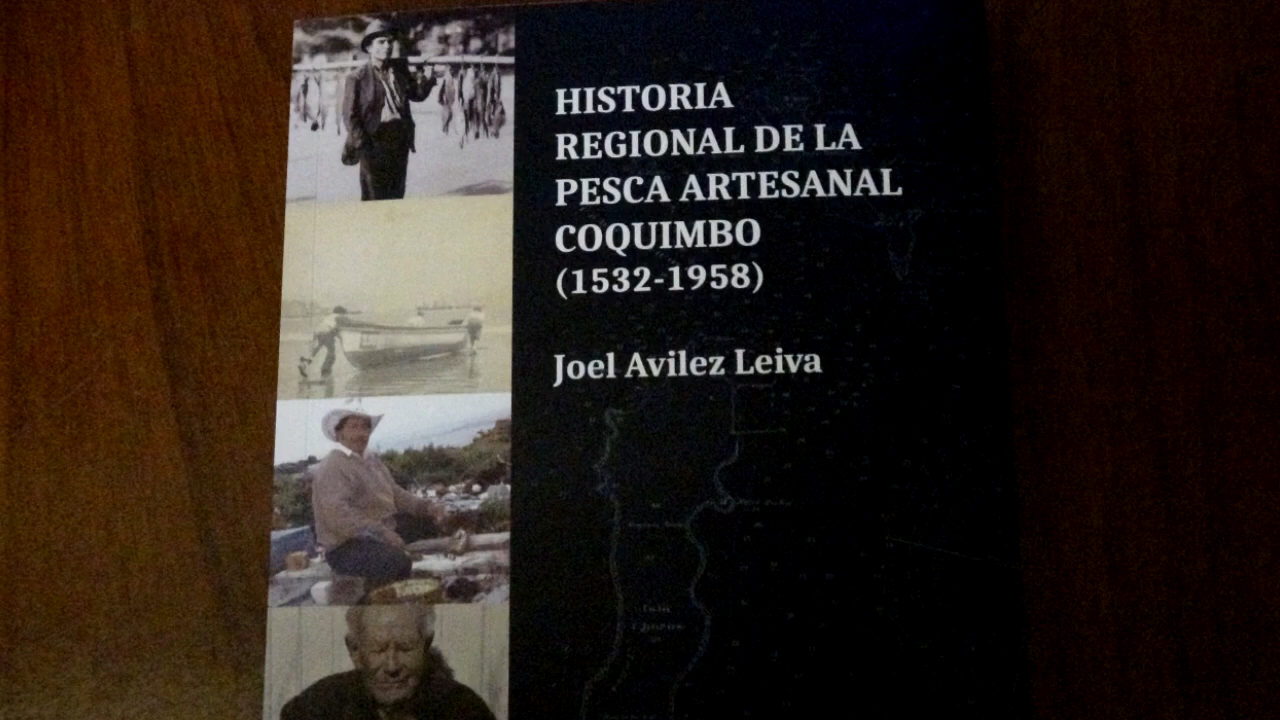 HISTORIA
REGIONAL DE LA
PESCA ARTESANAL
COQUIMBO
(1532-1958)
Joel Avilez Leiva